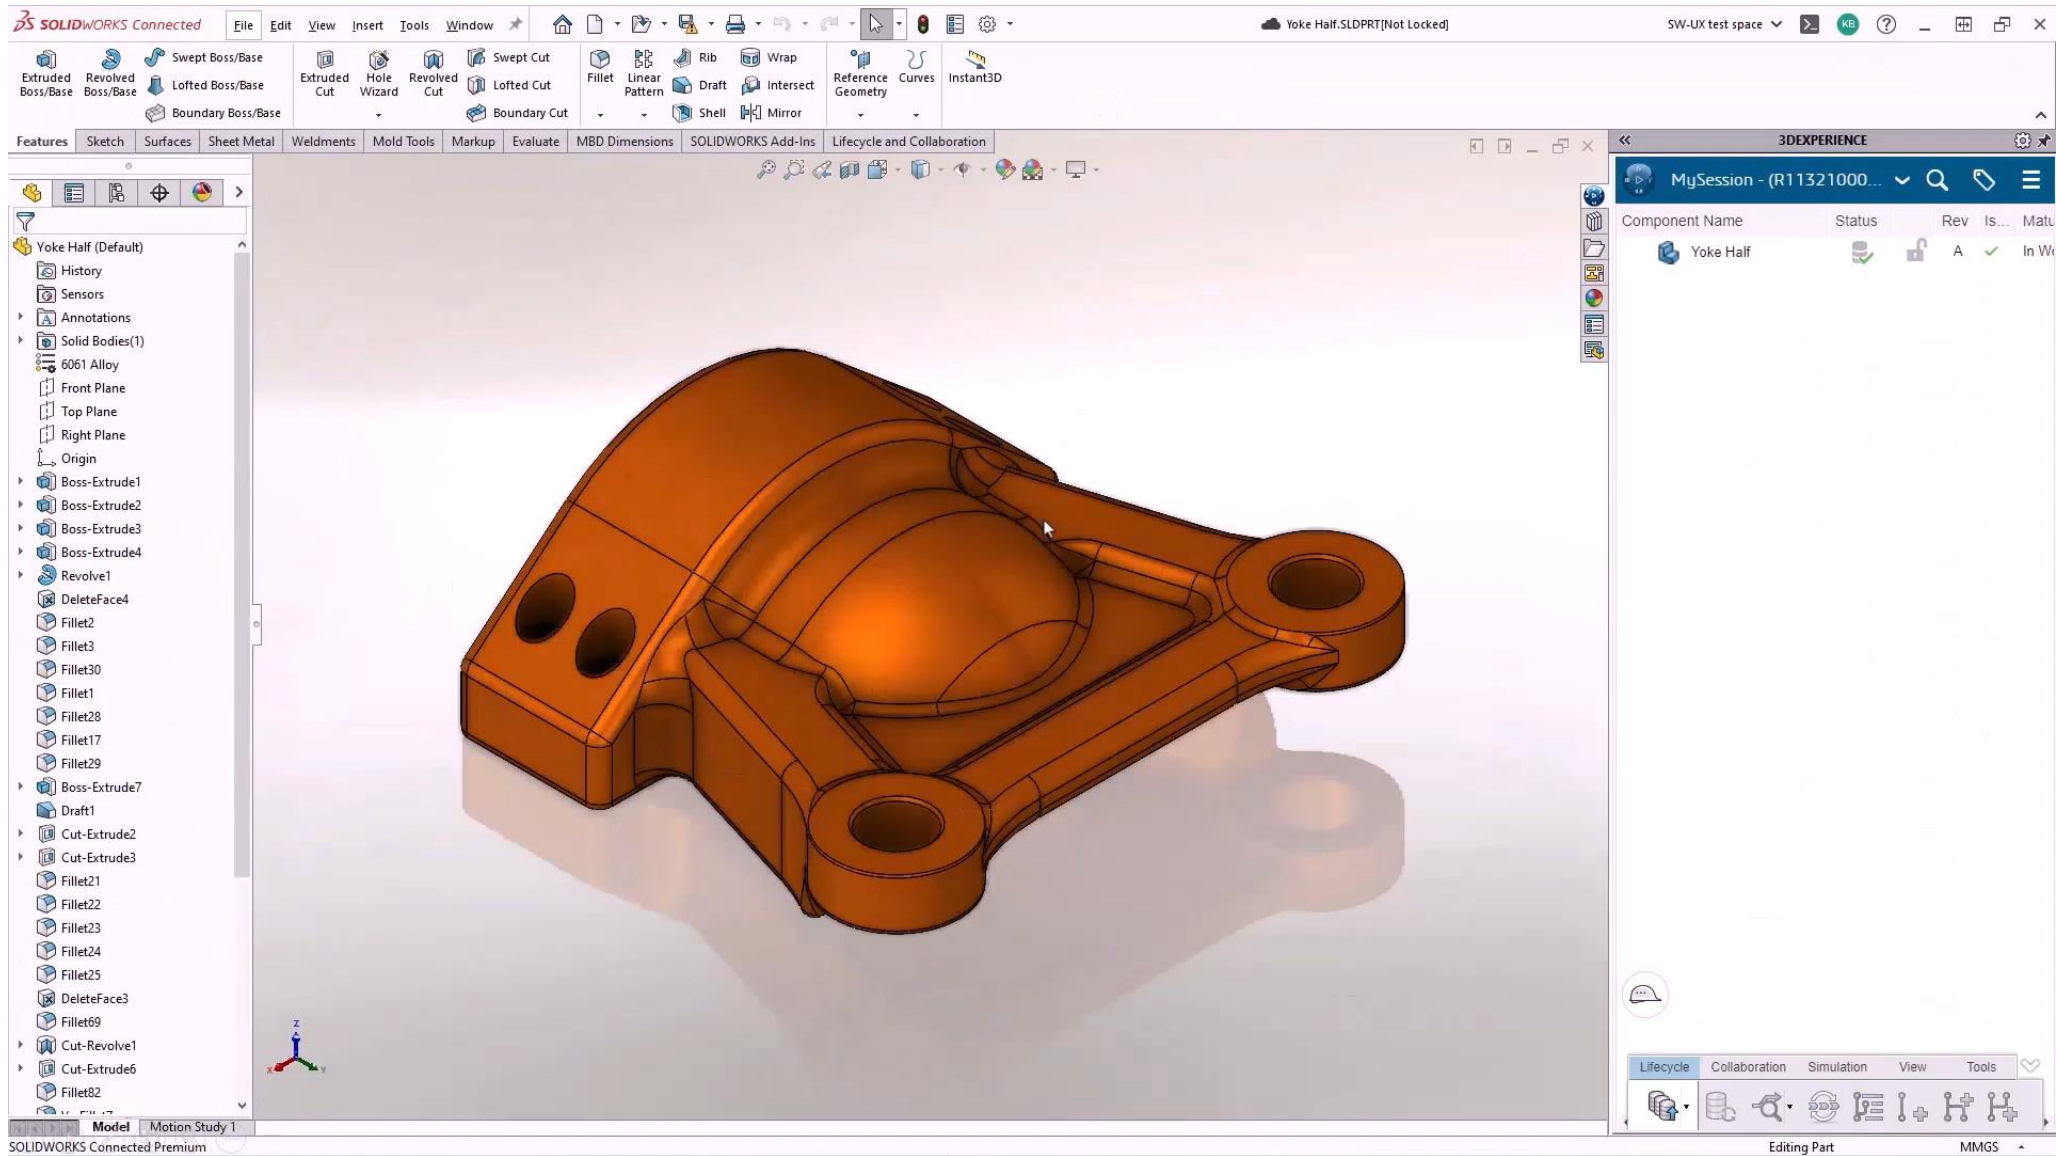 SOLIDWORKS Connected
File Edit View Insert Tools Window
Yoke Half.SLDPRT[Not Locked]
SW-UX test space
KB
Extruded Boss/Base
Revolved Boss/Base
Swept Boss/Base
Lofted Boss/Base
Boundary Boss/Base
Extruded Cut
Hole Wizard
Revolved Cut
Swept Cut
Lofted Cut
Boundary Cut
Fillet
Linear Pattern
Rib
Draft
Shell
Wrap
Intersect
Mirror
Reference Geometry
Curves
Instant3D
Features Sketch Surfaces Sheet Metal Weldments Mold Tools Markup Evaluate MBD Dimensions SOLIDWORKS Add-Ins Lifecycle and Collaboration
Yoke Half (Default)
History
Sensors
Annotations
Solid Bodies(1)
6061 Alloy
Front Plane
Top Plane
Right Plane
Origin
Boss-Extrude1
Boss-Extrude2
Boss-Extrude3
Boss-Extrude4
Revolve1
DeleteFace4
Fillet2
Fillet3
Fillet30
Fillet1
Fillet28
Fillet17
Fillet29
Boss-Extrude7
Draft1
Cut-Extrude2
Cut-Extrude3
Fillet21
Fillet22
Fillet23
Fillet24
Fillet25
DeleteFace3
Fillet69
Cut-Revolve1
Cut-Extrude6
Fillet82
Z
X
Y
Model Motion Study 1
SOLIDWORKS Connected Premium
3DEXPERIENCE
MySession - (R11321000...
Component Name Status Rev Is... Matu
Yoke Half A In Wo
Lifecycle Collaboration Simulation View Tools
Editing Part MMGS